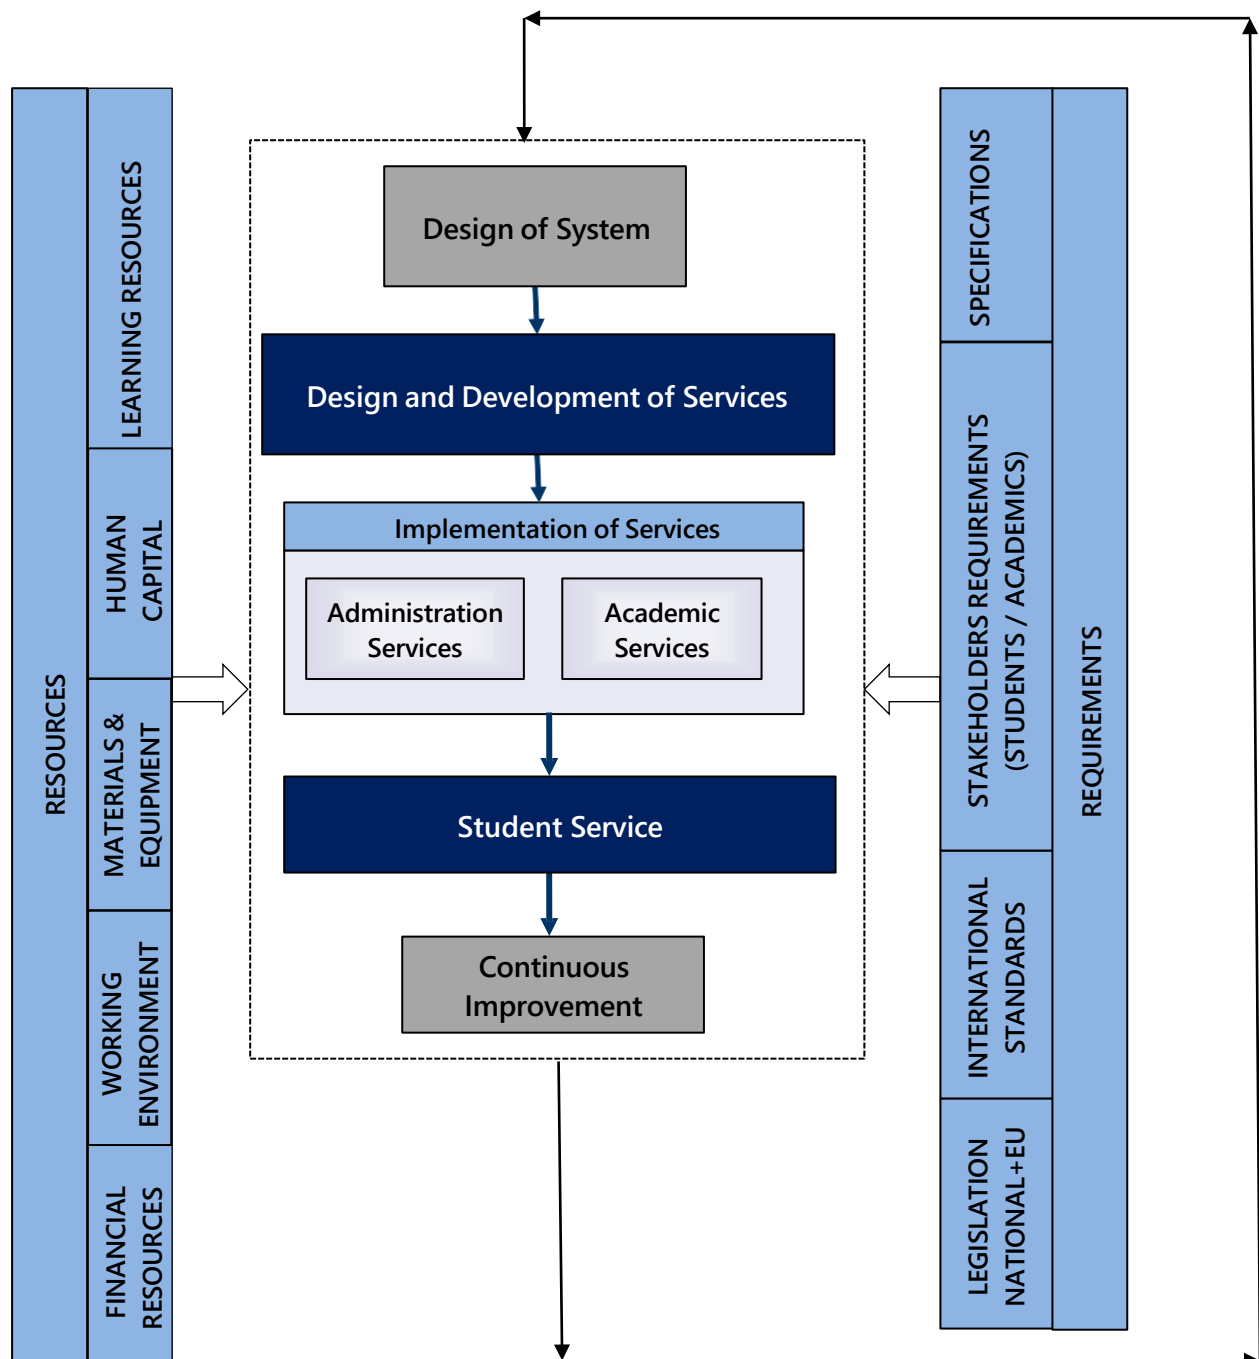 RESOURCES
LEARNING RESOURCES
HUMAN
CAPITAL
MATERIALS &
EQUIPMENT
WORKING
ENVIRONMENT
FINANCIAL
RESOURCES
Design of System
Design and Development of Services
Implementation of Services
Administration
Services
Academic
Services
Student Service
Continuous
Improvement
SPECIFICATIONS
STAKEHOLDERS REQUIREMENTS
(STUDENTS / ACADEMICS)
INTERNATIONAL
STANDARDS
LEGISLATION
NATIONAL+EU
REQUIREMENTS